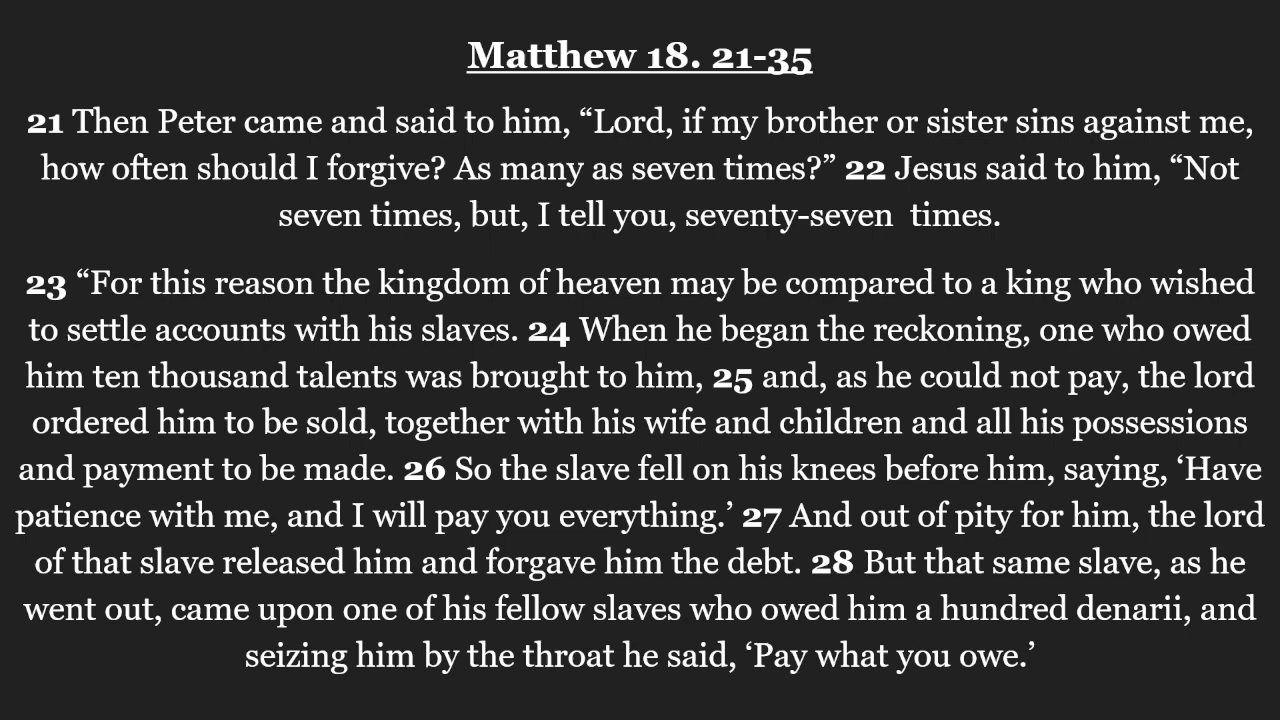 Matthew 18. 21-35
21 Then Peter came and said to him, “Lord, if my brother or sister sins against me,
how often should I forgive? As many as seven times?” 22 Jesus said to him, “Not
seven times, but, I tell you, seventy-seven  times.
23 “For this reason the kingdom of heaven may be compared to a king who wished
to settle accounts with his slaves. 24 When he began the reckoning, one who owed
him ten thousand talents was brought to him, 25 and, as he could not pay, the lord
ordered him to be sold, together with his wife and children and all his possessions
and payment to be made. 26 So the slave fell on his knees before him, saying, ‘Have
patience with me, and I will pay you everything.’ 27 And out of pity for him, the lord
of that slave released him and forgave him the debt. 28 But that same slave, as he
went out, came upon one of his fellow slaves who owed him a hundred denarii, and
seizing him by the throat he said, ‘Pay what you owe.’